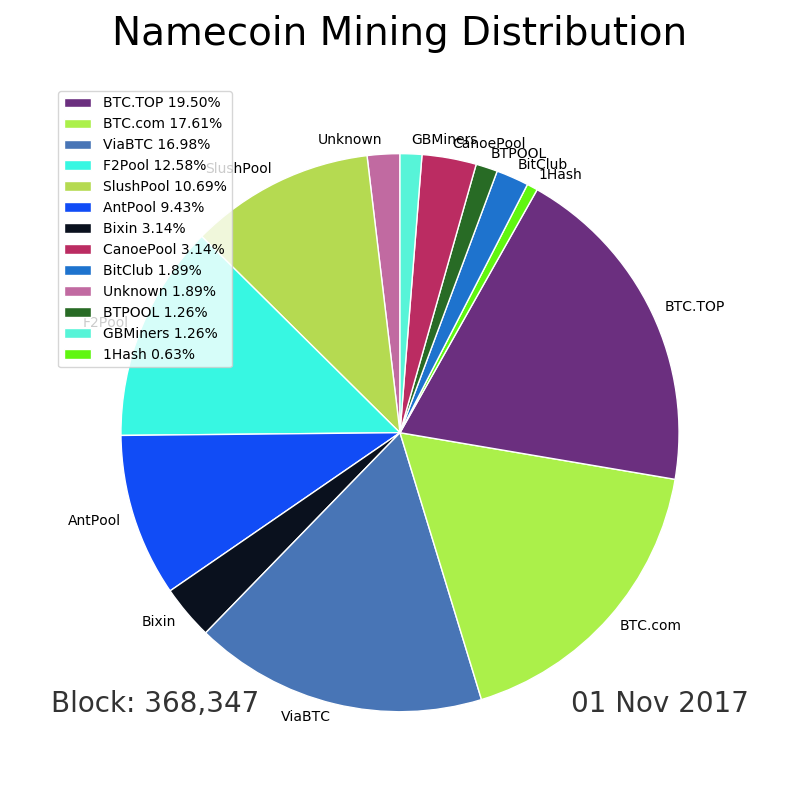 Namecoin Mining Distribution
BTC.TOP 19.50%
BTC.com 17.61%
ViaBTC 16.98%
F2Pool 12.58%
SlushPool 10.69%
AntPool 9.43%
Bixin 3.14%
CanoePool 3.14%
BitClub 1.89%
Unknown 1.89%
BTPOOL 1.26%
GBMiners 1.26%
1Hash 0.63%
Unknown
GBMiners
CanoePool
BTPOOL
BitClub
1Hash
SlushPool
BTC.TOP
F2Pool
AntPool
Bixin
BTC.com
ViaBTC
Block: 368,347
01 Nov 2017